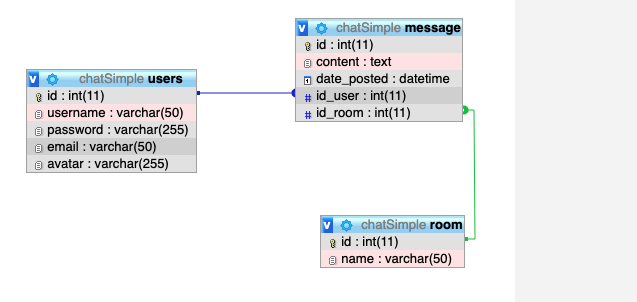 chatSimple message
id : int(11)
content : text
date_posted : datetime
id_user : int(11)
id_room : int(11)
chatSimple users
id : int(11)
username : varchar(50)
password : varchar(255)
email : varchar(50)
avatar : varchar(255)
chatSimple room
id : int(11)
name : varchar(50)